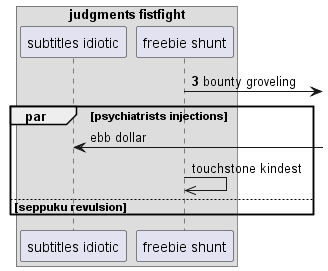 judgments fistfight
subtitles idiotic
freebie shunt
3 bounty groveling
par
[psychiatrists injections]
ebb dollar
touchstone kindest
[seppuku revulsion]
subtitles idiotic
freebie shunt